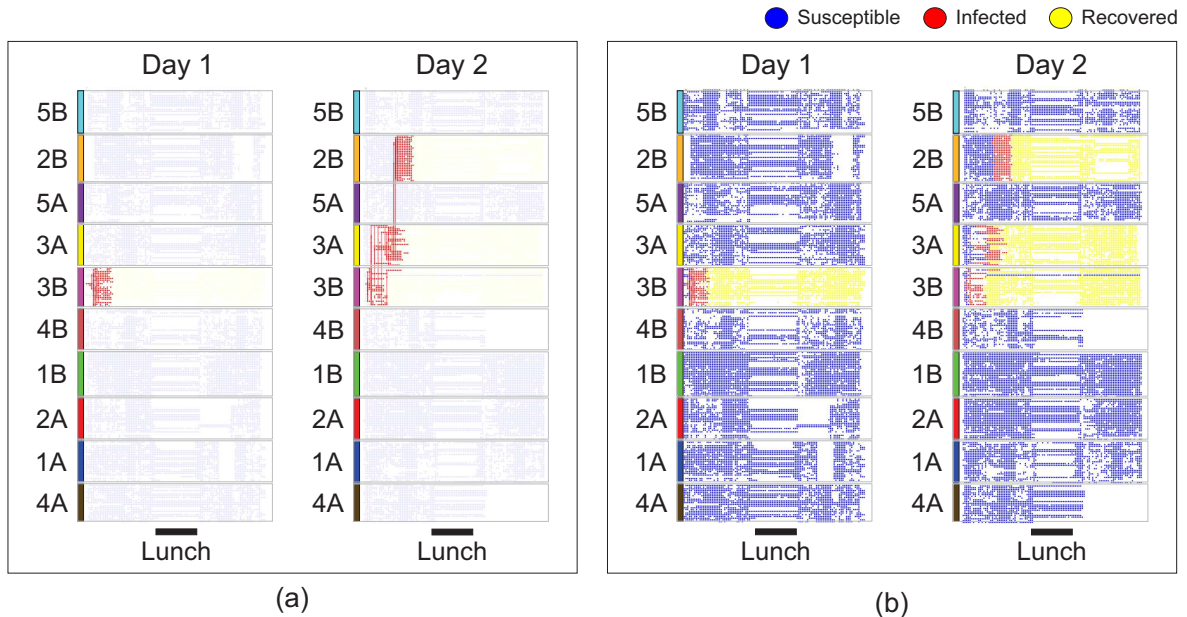 Susceptible Infected Recovered
Day 1 Day 2
5B 5B
2B 2B
5A 5A
3A 3A
3B 3B
4B 4B
1B 1B
2A 2A
1A 1A
4A 4A
Lunch Lunch
(a)
Day 1 Day 2
5B 5B
2B 2B
5A 5A
3A 3A
3B 3B
4B 4B
1B 1B
2A 2A
1A 1A
4A 4A
Lunch Lunch
(b)